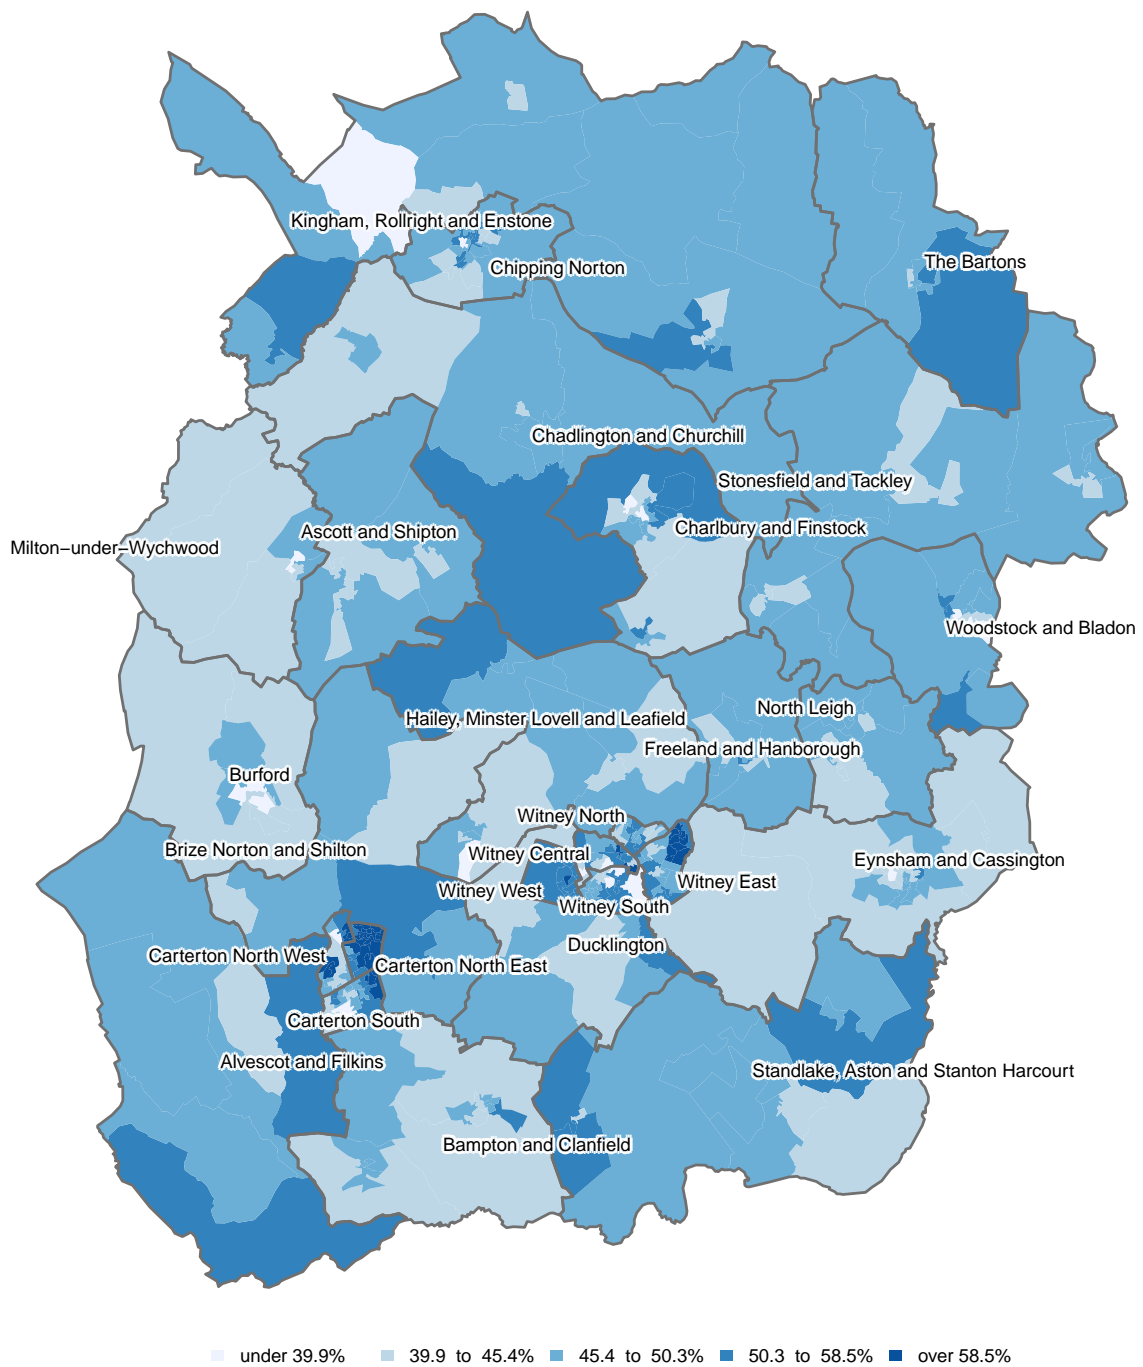 Kingham, Rollright and Enstone
The Bartons
Chipping Norton
Chadlington and Churchill
Stonesfield and Tackley
Charlbury and Finstock
Ascott and Shipton
Milton−under−Wychwood
Woodstock and Bladon
North Leigh
Hailey, Minster Lovell and Leafield
Freeland and Hanborough
Burford
Witney North
Brize Norton and Shilton
Witney Central
Eynsham and Cassington
Witney East
Witney West
Witney South
Ducklington
Carterton North West
Carterton North East
Carterton South
Alvescot and Filkins
Standlake, Aston and Stanton Harcourt
Bampton and Clanfield
under 39.9% 39.9 to 45.4% 45.4 to 50.3% 50.3 to 58.5% over 58.5%